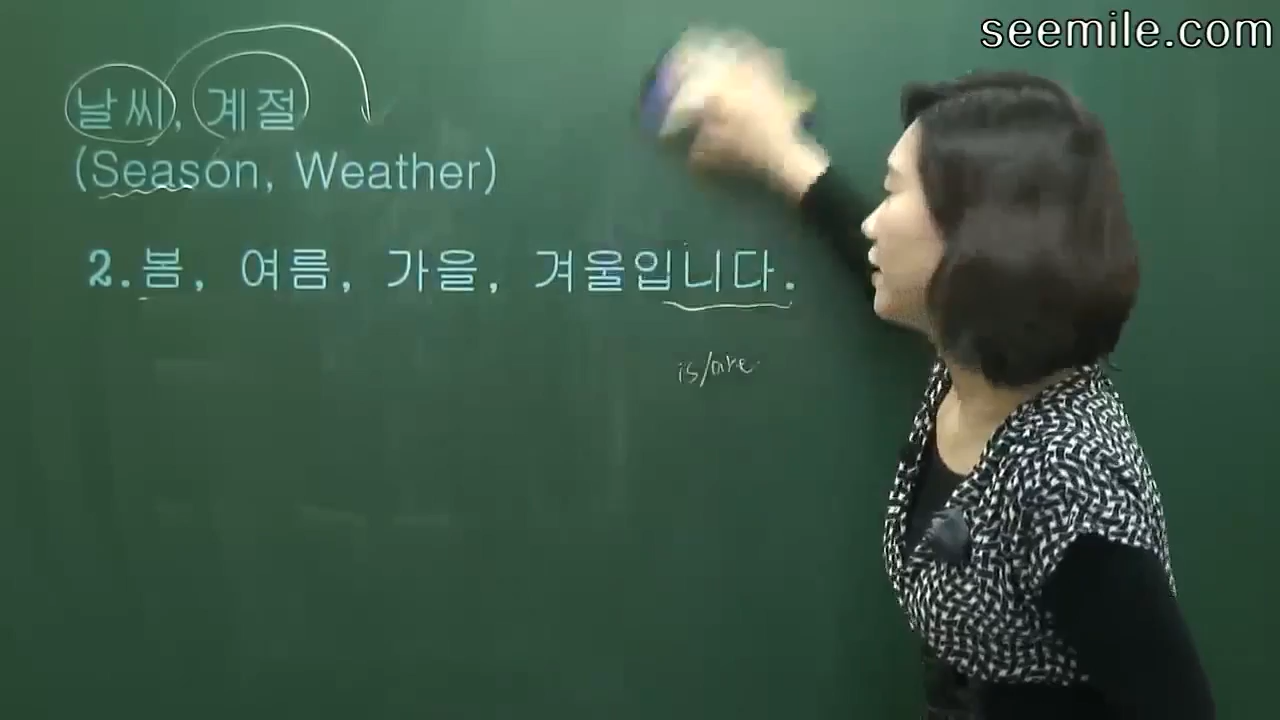 seemile.com
날씨, 계절
(Season, Weather)
2. 봄, 여름, 가을, 겨울입니다.
is/are